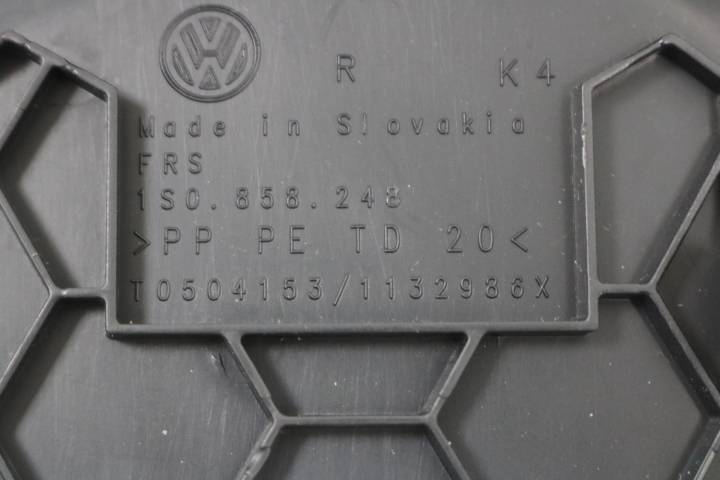 R K4
Made in Slovakia
FRS
1S0.858.248
>PP PE TD 20<
T0504153/1132986X